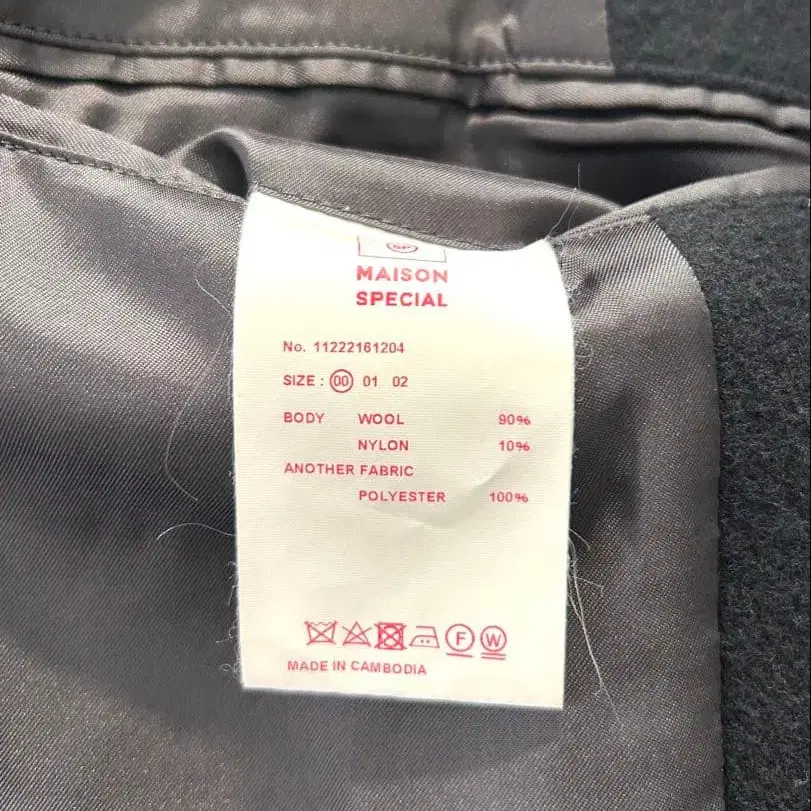 SP
MAISON
SPECIAL
No. 11222161204
SIZE : 00 01 02
BODY WOOL 90%
NYLON 10%
ANOTHER FABRIC
POLYESTER 100%
F W
MADE IN CAMBODIA